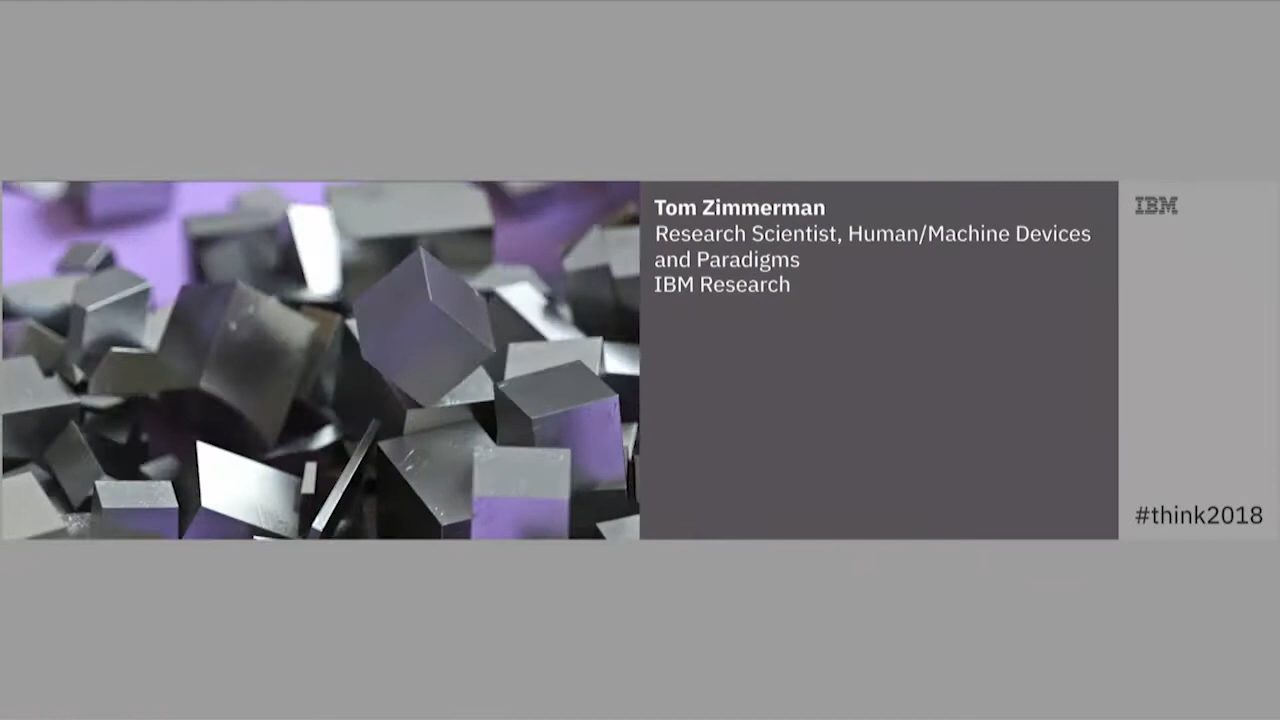 Tom Zimmerman
Research Scientist, Human/Machine Devices
and Paradigms
IBM Research
IBM
#think2018